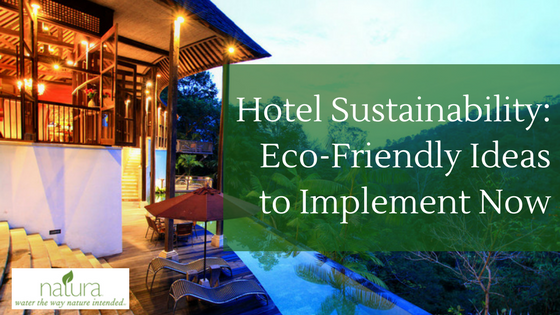 Hotel Sustainability:
Eco-Friendly Ideas
to Implement Now
natura
water the way nature intended.